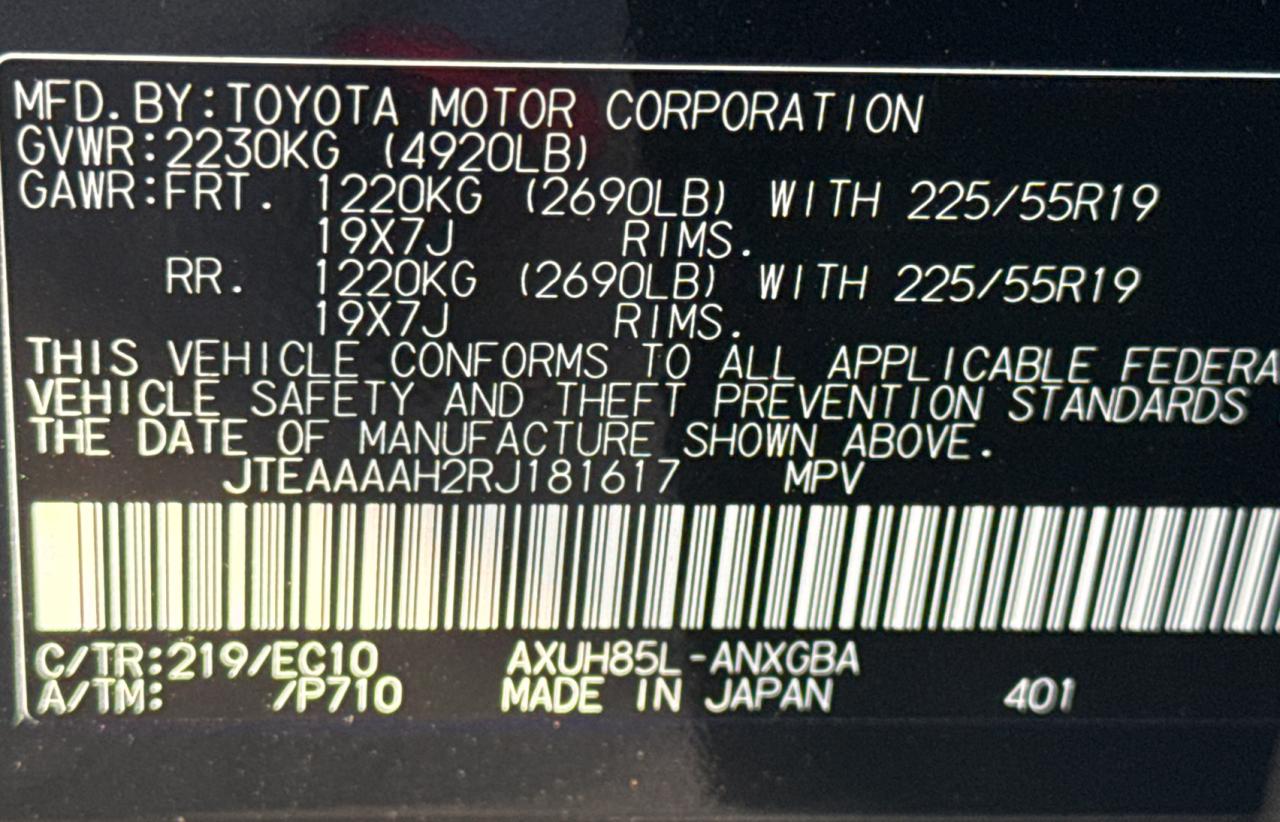 MFD. BY:TOYOTA MOTOR CORPORATION
GVWR:2230KG (4920LB)
GAWR:FRT. 1220KG (2690LB) WITH 225/55R19
19X7J RIMS.
RR. 1220KG (2690LB) WITH 225/55R19
19X7J RIMS.
THIS VEHICLE CONFORMS TO ALL APPLICABLE FEDERA
VEHICLE SAFETY AND THEFT PREVENTION STANDARDS
THE DATE OF MANUFACTURE SHOWN ABOVE.
JTEAAAAH2RJ181617 MPV
C/TR:219/EC10 AXUH85L-ANXGBA
A/TM: /P710 MADE IN JAPAN 401